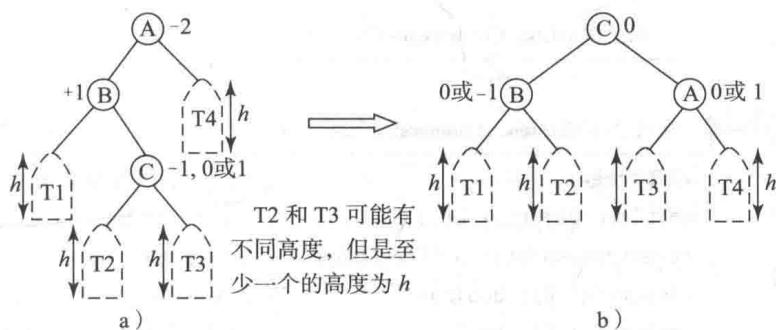 A -2
C 0
+1 B
T4 h
0或-1 B
A 0或 1
h T1
C -1, 0或1
h T1
h T2
h T3
T4 h
h T2
h T3
T2 和 T3 可能有
不同高度，但是至
少一个的高度为 h
a)
b)